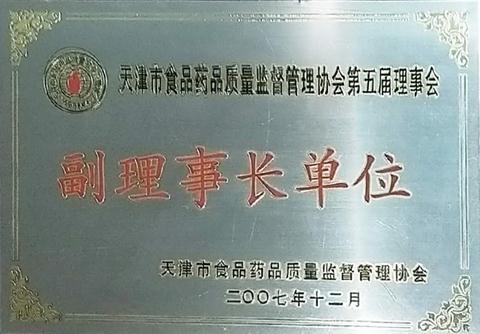 天津市食品药品质量监督管理协会第五届理事会
副理事长单位
天津市食品药品质量监督管理协会
二〇〇七年十二月